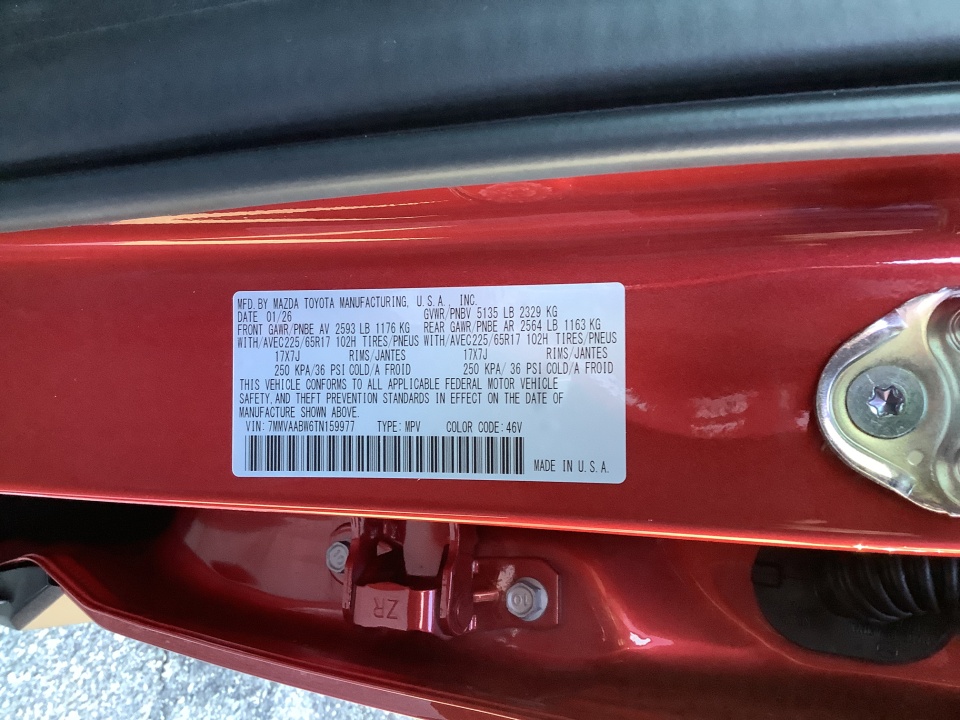 MFD. BY MAZDA TOYOTA MANUFACTURING, U.S.A., INC.
DATE 01/26 GVWR/PNBV 5135 LB 2329 KG
FRONT GAWR/PNBE AV 2593 LB 1176 KG REAR GAWR/PNBE AR 2564 LB 1163 KG
WITH/AVEC225/65R17 102H TIRES/PNEUS WITH/AVEC225/65R17 102H TIRES/PNEUS
17X7J RIMS/JANTES 17X7J RIMS/JANTES
250 KPA/36 PSI COLD/A FROID 250 KPA/ 36 PSI COLD/A FROID
THIS VEHICLE CONFORMS TO ALL APPLICABLE FEDERAL MOTOR VEHICLE
SAFETY, AND THEFT PREVENTION STANDARDS IN EFFECT ON THE DATE OF
MANUFACTURE SHOWN ABOVE.
VIN: 7MMVAABW6TN159977 TYPE: MPV COLOR CODE: 46V
MADE IN U.S.A.
ZR
10